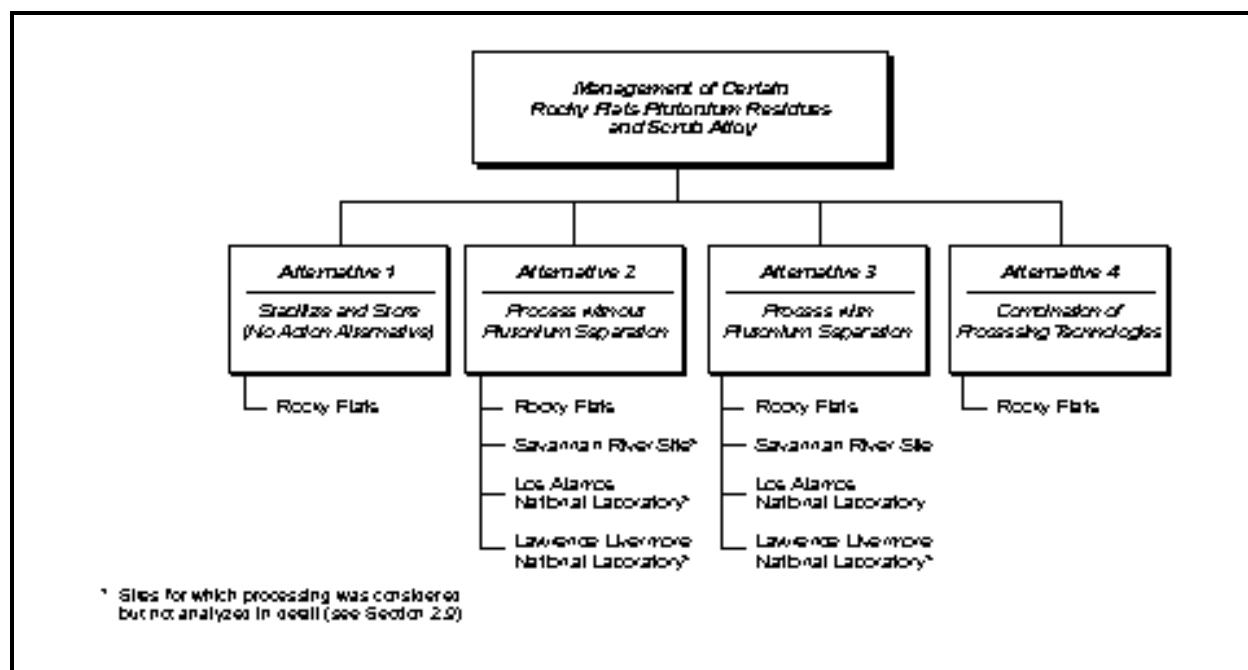 Management of Certain
Rocky Flats Plutonium Residues
and Scrub Alloy
Alternative 1
Stabilize and Store
(No Action Alternative)
Rocky Flats
Alternative 2
Process without
Plutonium Separation
Rocky Flats
Savannah River Site*
Los Alamos
National Laboratory*
Lawrence Livermore
National Laboratory*
Alternative 3
Process with
Plutonium Separation
Rocky Flats
Savannah River Site
Los Alamos
National Laboratory
Lawrence Livermore
National Laboratory*
Alternative 4
Combination of
Processing Technologies
Rocky Flats
* Sites for which processing was considered
but not analyzed in detail (see Section 2.9)